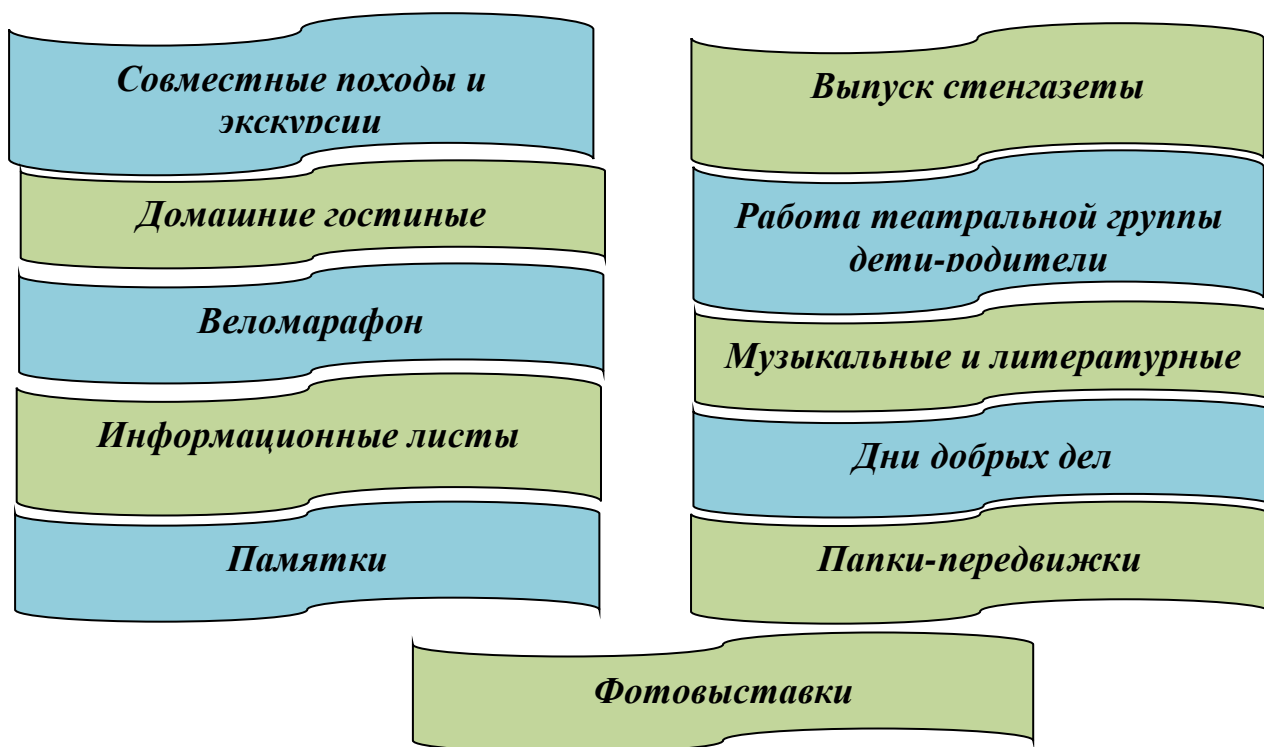 Совместные походы и
экскурсии
Домашние гостиные
Веломарафон
Информационные листы
Памятки
Выпуск стенгазеты
Работа театральной группы
дети-родители
Музыкальные и литературные
Дни добрых дел
Папки-передвижки
Фотовыставки